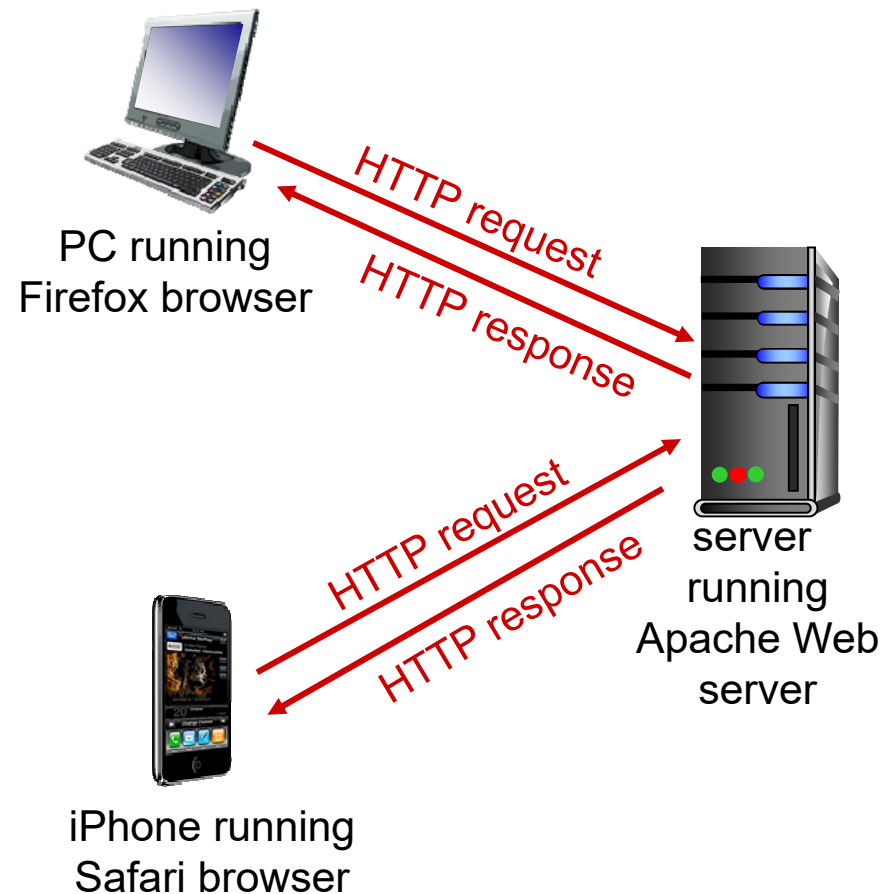 HTTP request
HTTP response
PC running
Firefox browser
HTTP request
HTTP response
server
running
Apache Web
server
iPhone running
Safari browser